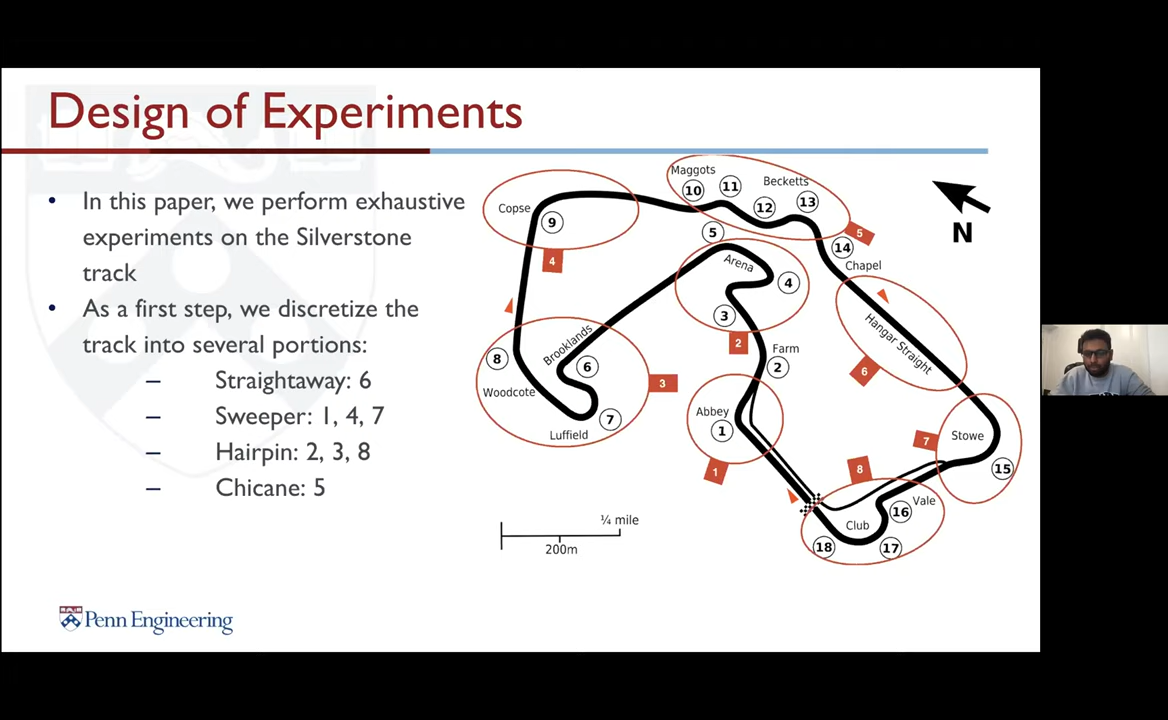 Design of Experiments
• In this paper, we perform exhaustive
experiments on the Silverstone
track
• As a first step, we discretize the
track into several portions:
– Straightaway: 6
– Sweeper: 1, 4, 7
– Hairpin: 2, 3, 8
– Chicane: 5
Maggots
10
11
Becketts
12
13
Copse
9
4
5
5
14
Chapel
N
Arena
4
3
2
Hangar Straight
6
Brooklands
6
8
Woodcote
7
Luffield
3
Farm
2
Abbey
1
1
Stowe
7
15
8
Vale
16
Club
18
17
¼ mile
200m
Penn Engineering